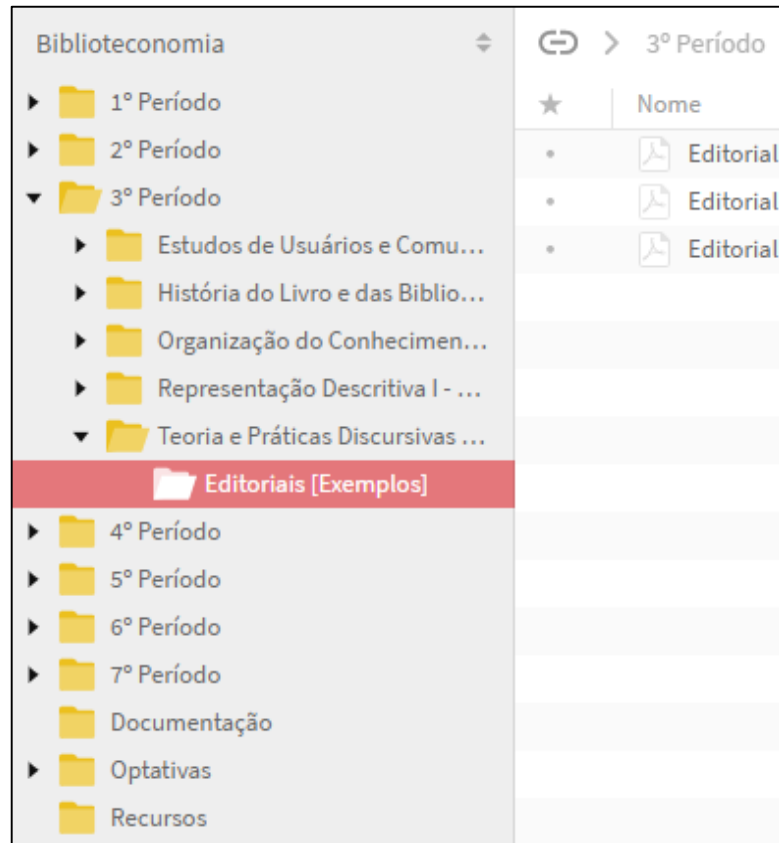 Biblioteconomia
3º Período
1º Período
Nome
2º Período
Editorial
3º Período
Editorial
Estudos de Usuários e Comu...
Editorial
História do Livro e das Biblio...
Organização do Conhecimen...
Representação Descritiva I - ...
Teoria e Práticas Discursivas ...
Editoriais [Exemplos]
4º Período
5º Período
6º Período
7º Período
Documentação
Optativas
Recursos